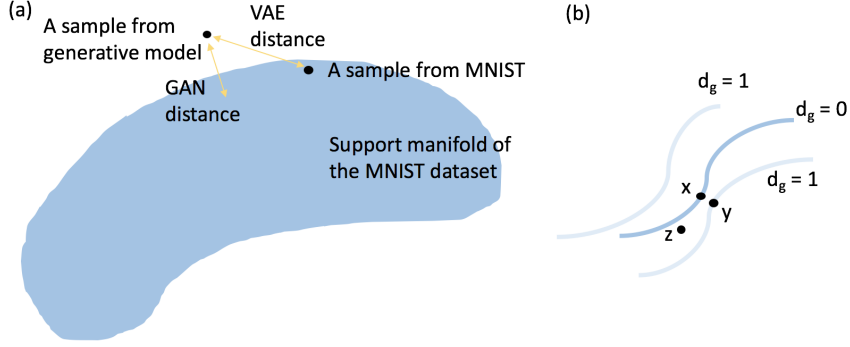 (a)
A sample from
generative model
VAE
distance
GAN
distance
A sample from MNIST
Support manifold of
the MNIST dataset
(b)
d_g = 1
d_g = 0
d_g = 1
x
y
z